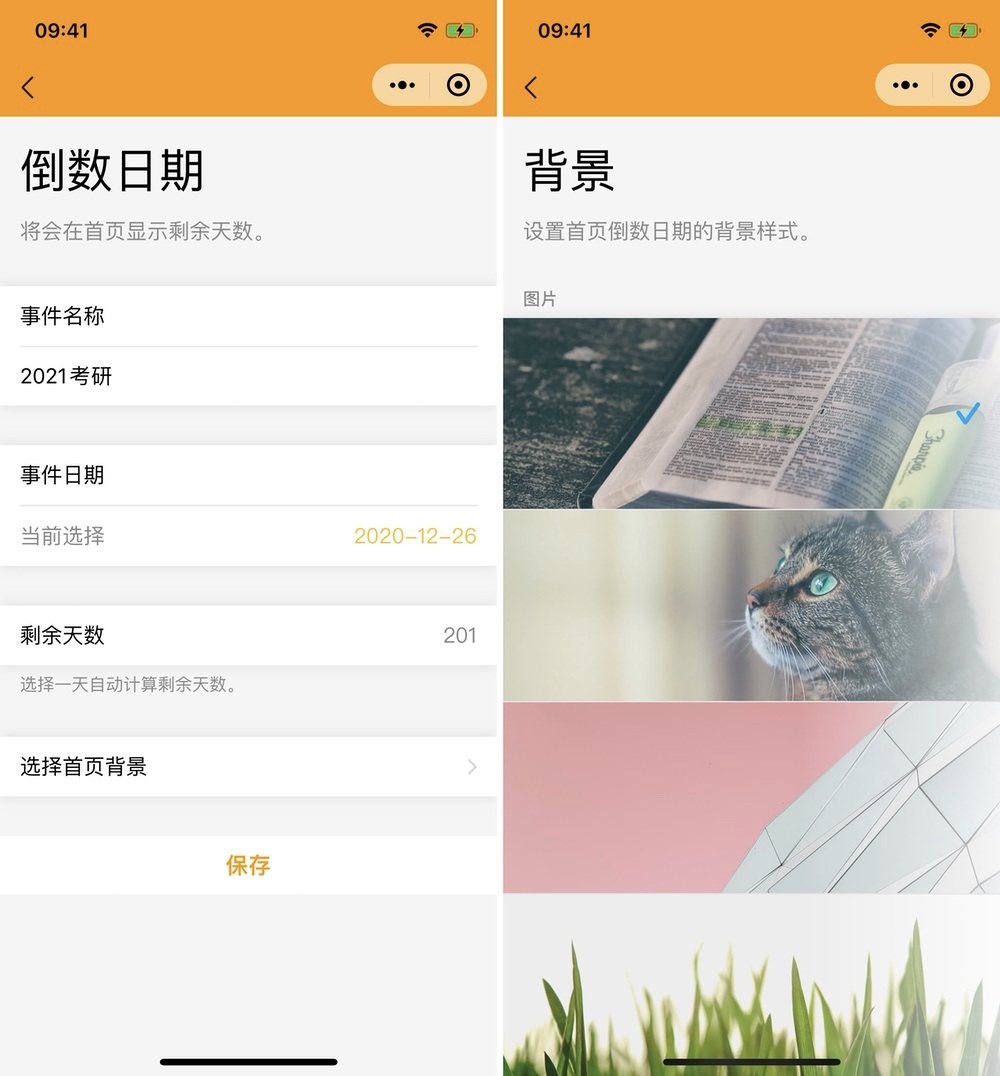 09:41
倒数日期
将会在首页显示剩余天数。
事件名称
2021考研
事件日期
当前选择 2020-12-26
剩余天数 201
选择一天自动计算剩余天数。
选择首页背景
保存
09:41
背景
设置首页倒数日期的背景样式。
图片
Sharpie